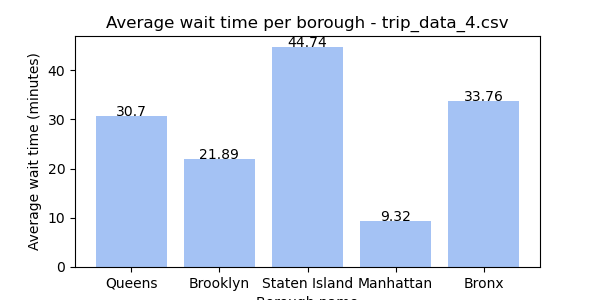 Average wait time per borough - trip_data_4.csv
Average wait time (minutes)
40
30
20
10
0
30.7
21.89
44.74
9.32
33.76
Queens Brooklyn Staten Island Manhattan Bronx
Borough name